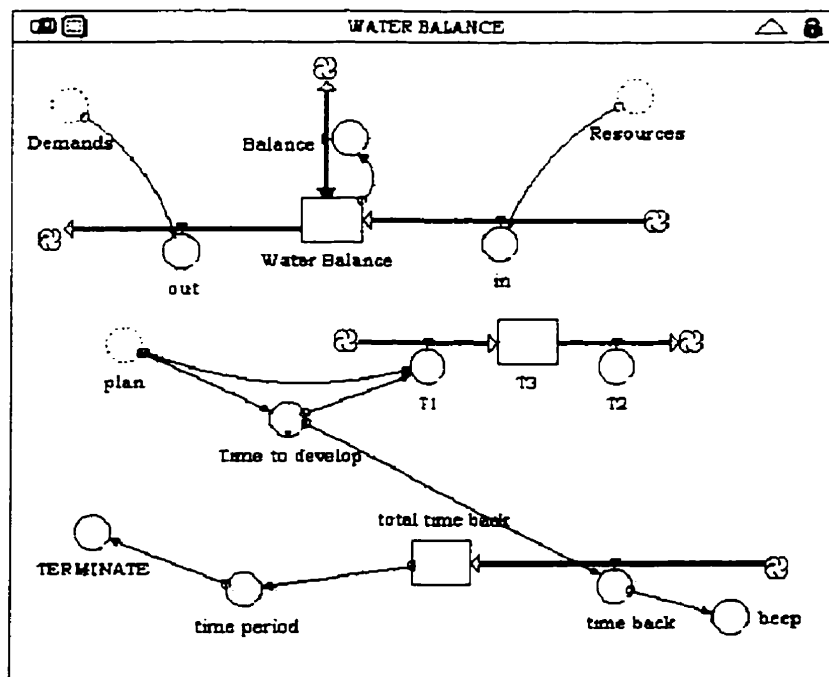 WATER BALANCE
Demands
Balance
Resources
Water Balance
out
in
plan
T1
T3
T2
Time to develop
total time back
TERMINATE
time period
time back
beep